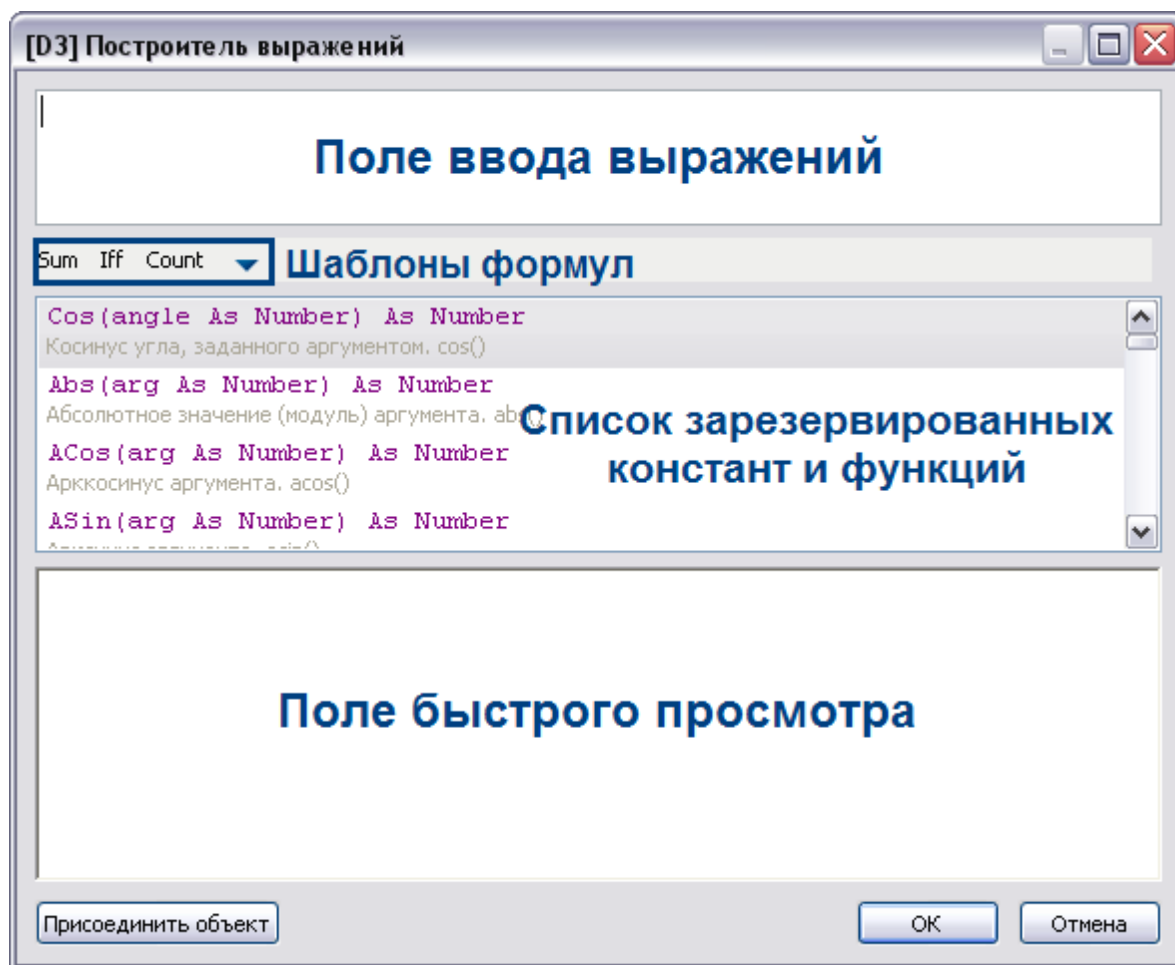 [D3] Построитель выражений
Поле ввода выражений
Sum Iff Count
Шаблоны формул
Cos(angle As Number) As Number
Косинус угла, заданного аргументом. cos()
Abs(arg As Number) As Number
Абсолютное значение (модуль) аргумента. abs()
Список зарезервированных
констант и функций
ACos(arg As Number) As Number
Арккосинус аргумента. acos()
ASin(arg As Number) As Number
Поле быстрого просмотра
Присоединить объект
ОК
Отмена